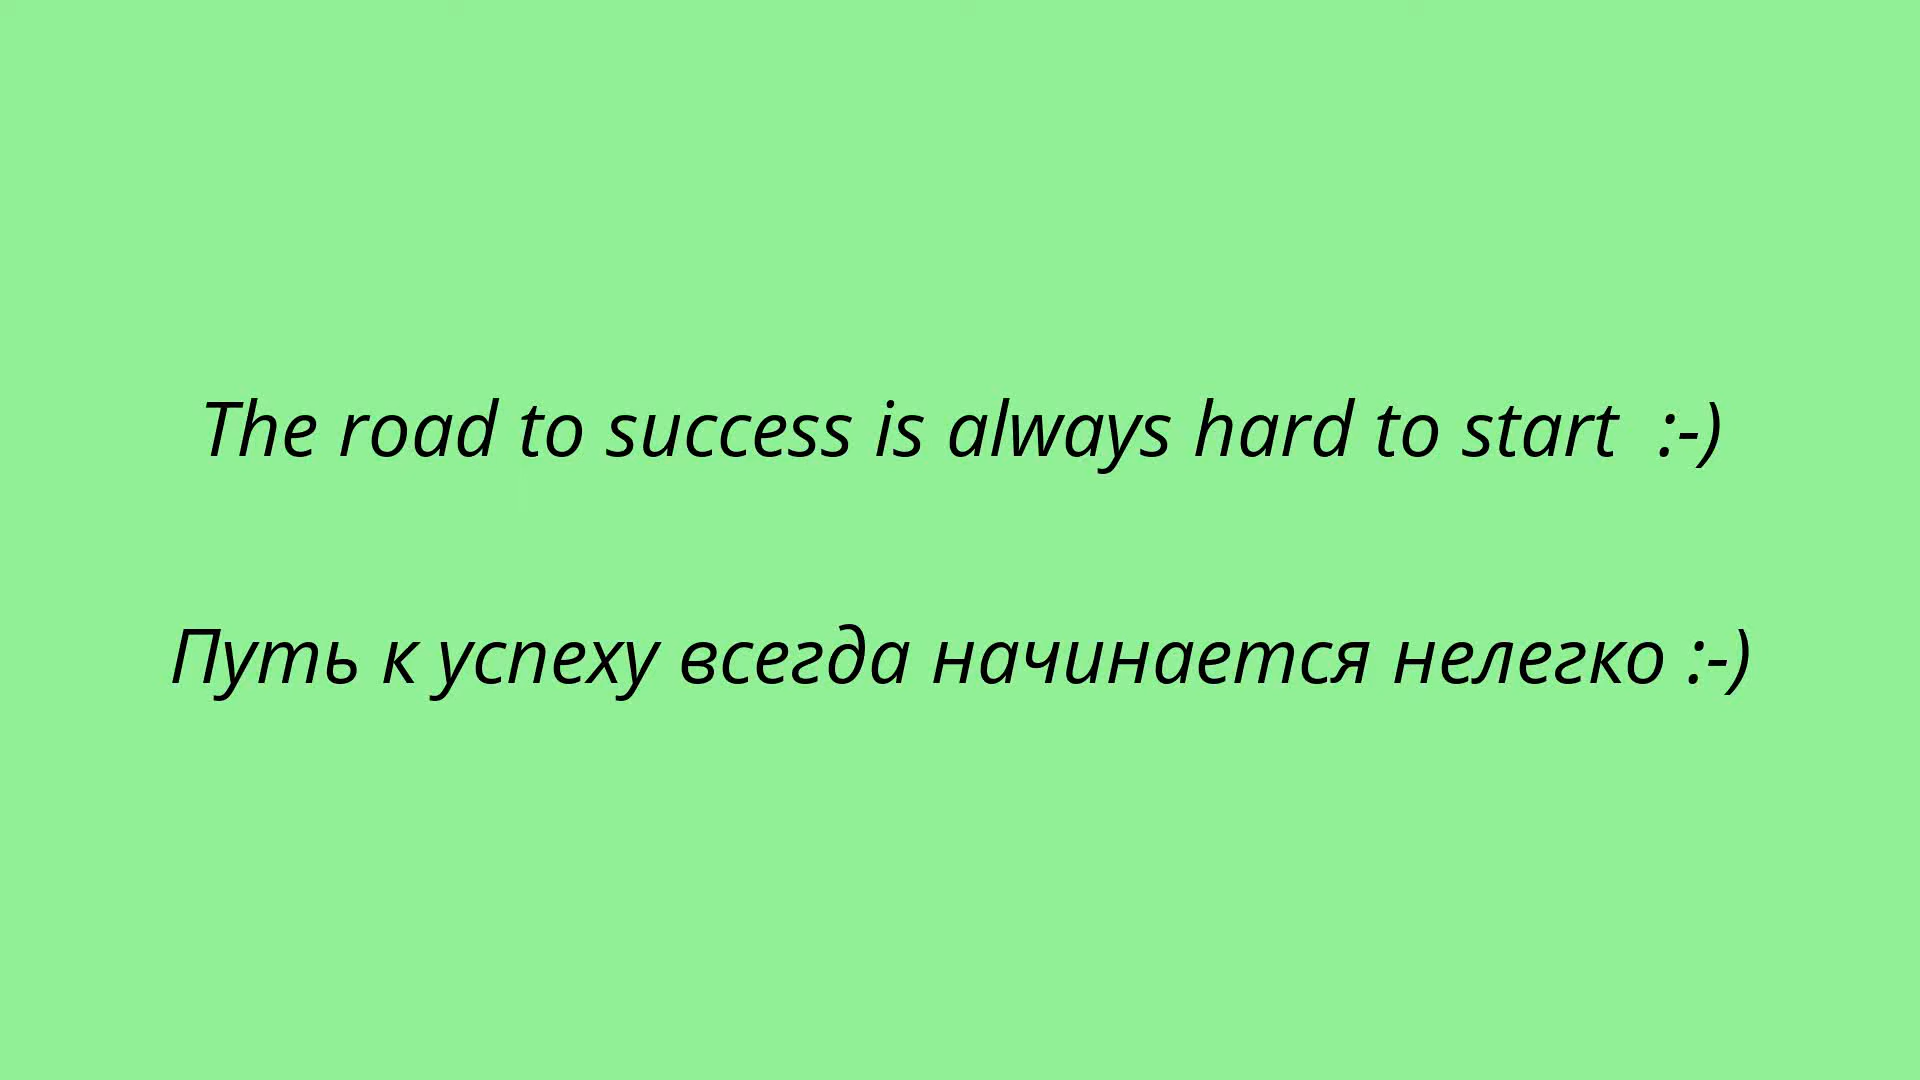 The road to success is always hard to start  :-)
Путь к успеху всегда начинается нелегко :-)